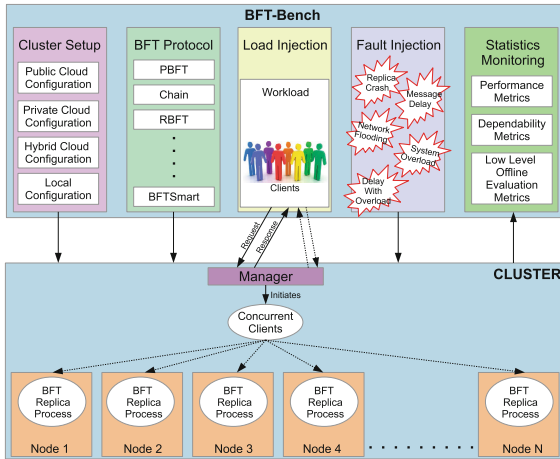 BFT-Bench
Cluster Setup
Public Cloud
Configuration
Private Cloud
Configuration
Hybrid Cloud
Configuration
Local
Configuration
BFT Protocol
PBFT
Chain
RBFT
BFTSmart
Load Injection
Workload
Clients
Fault Injection
Replica
Crash
Message
Delay
Network
Flooding
System
Overload
Delay
With
Overload
Statistics
Monitoring
Performance
Metrics
Dependability
Metrics
Low Level
Offline
Evaluation
Metrics
Request
Response
CLUSTER
Manager
Initiates
Concurrent
Clients
BFT
Replica
Process
Node 1
BFT
Replica
Process
Node 2
BFT
Replica
Process
Node 3
BFT
Replica
Process
Node 4
BFT
Replica
Process
Node N